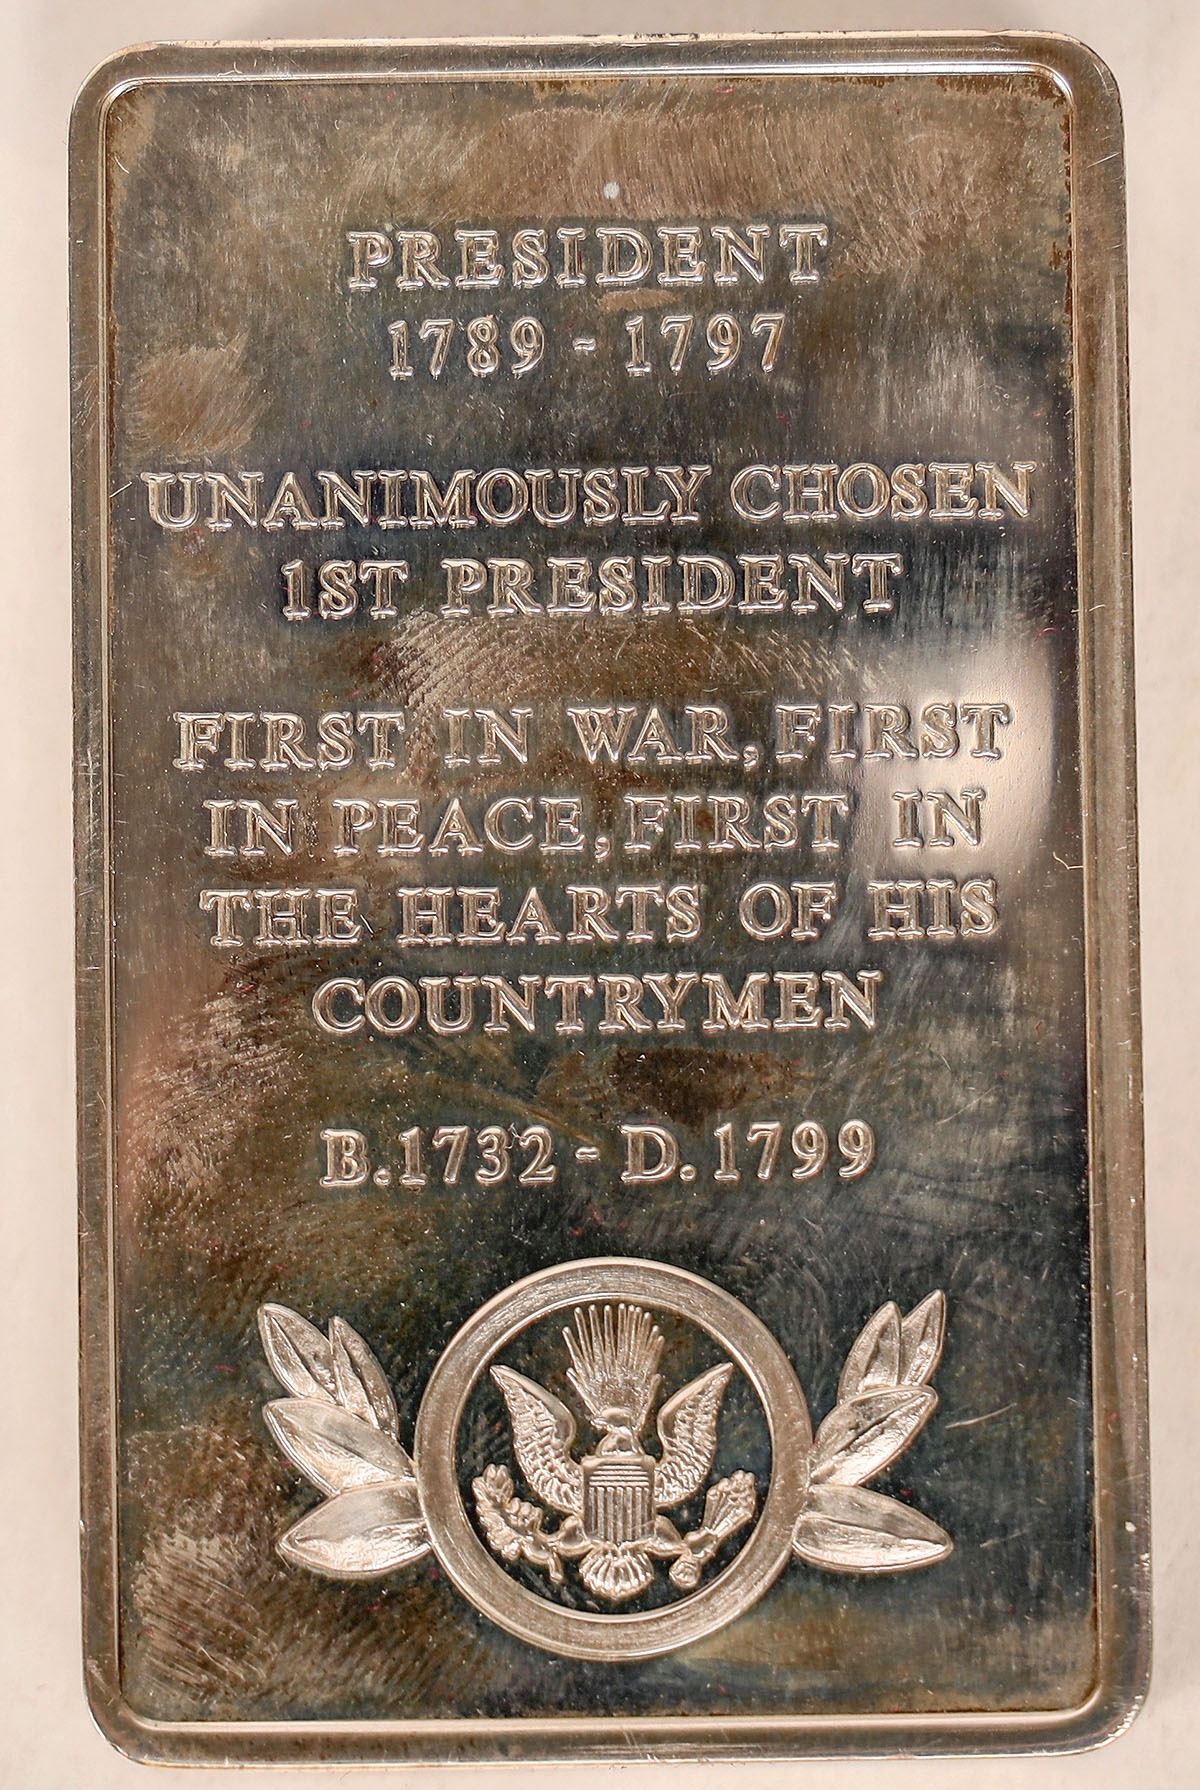 PRESIDENT
1789 - 1797
UNANIMOUSLY CHOSEN
1ST PRESIDENT
FIRST IN WAR, FIRST
IN PEACE, FIRST IN
THE HEARTS OF HIS
COUNTRYMEN
B. 1732 - D. 1799